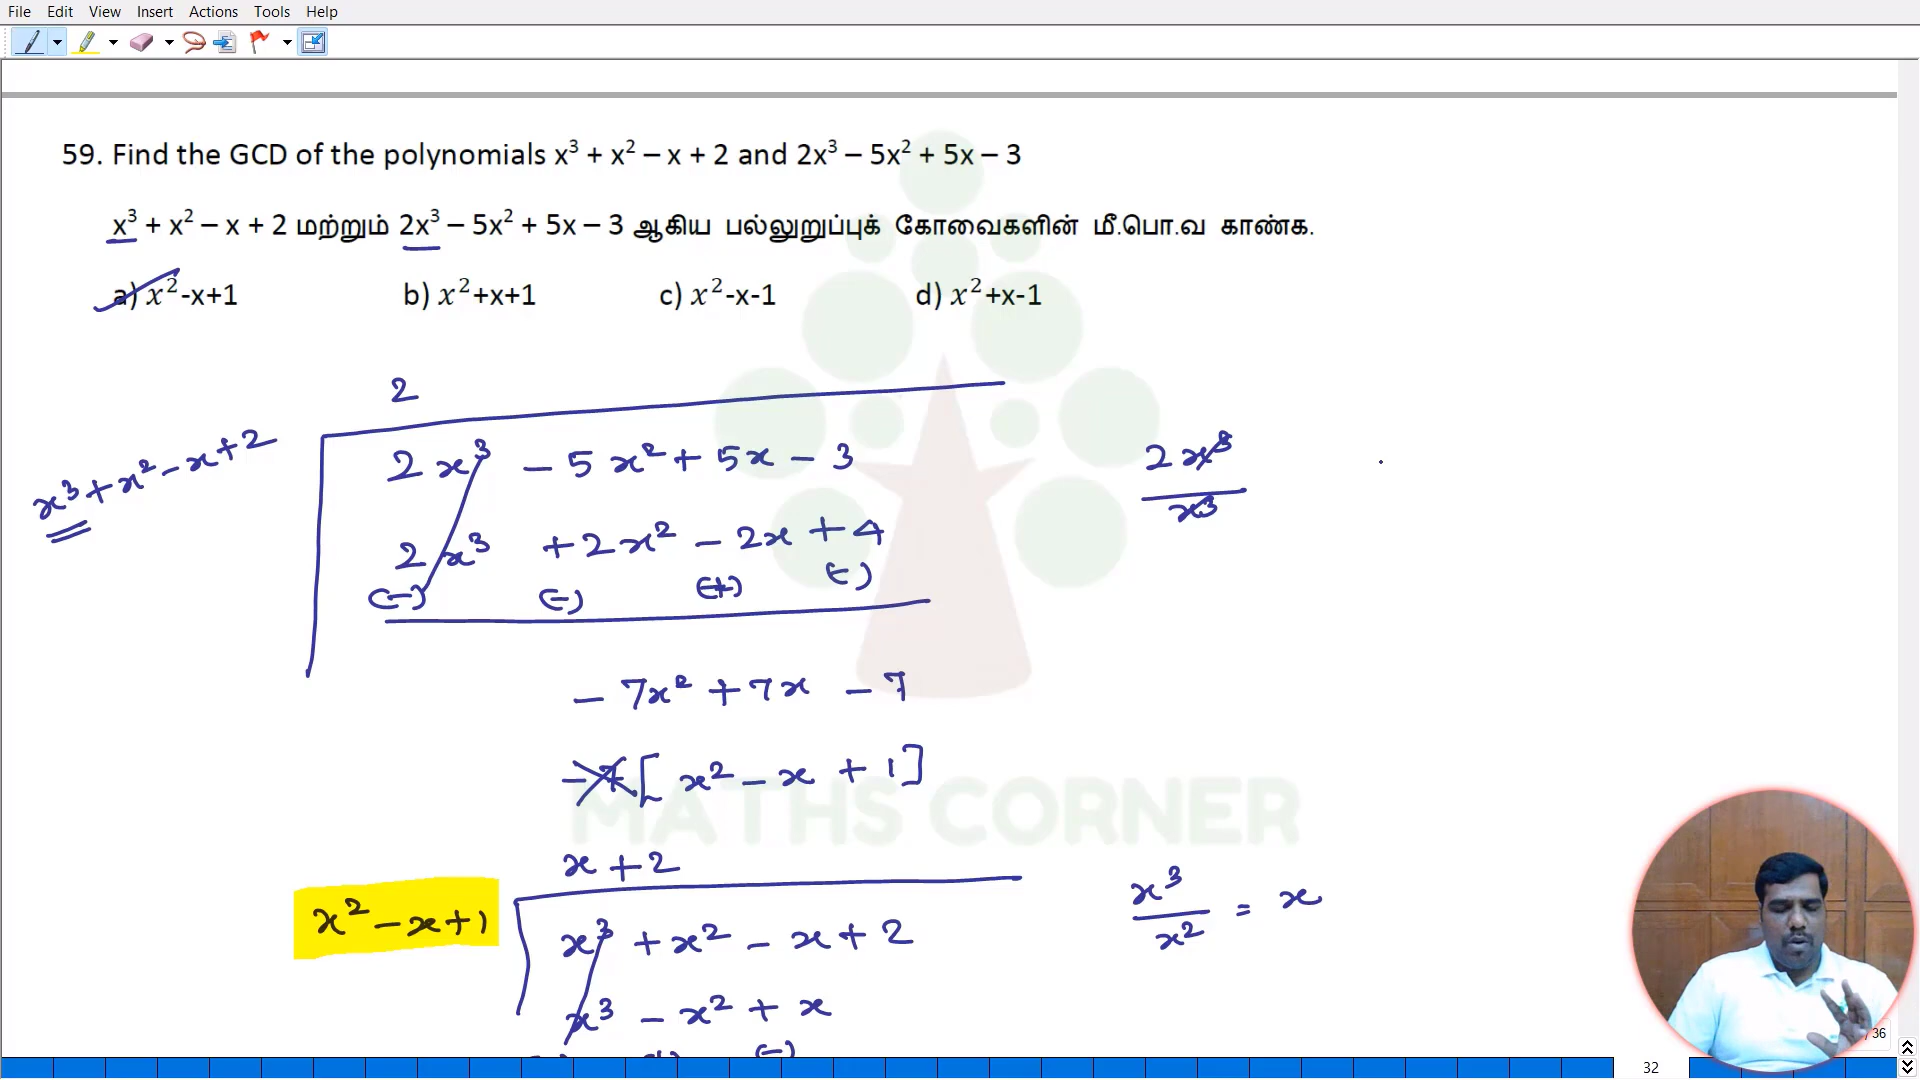 File Edit View Insert Actions Tools Help
59. Find the GCD of the polynomials x³ + x² – x + 2 and 2x³ – 5x² + 5x – 3
x³ + x² – x + 2 மற்றும் 2x³ – 5x² + 5x – 3 ஆகிய பல்லுறுப்புக் கோவைகளின் மீ.பொ.வ காண்க.
a) x²-x+1 b) x²+x+1 c) x²-x-1 d) x²+x-1
2
x³ + x² - x + 2
2x³ - 5x² + 5x - 3
2x³ + 2x² - 2x + 4
(-) (-) (+) (-)
2x³
x³
- 7x² + 7x - 7
-7 [ x² - x + 1 ]
MATHS CORNER
x + 2
x² - x + 1
x³ + x² - x + 2
x³ - x² + x
(-)
x³
x² = x
/ 36
32